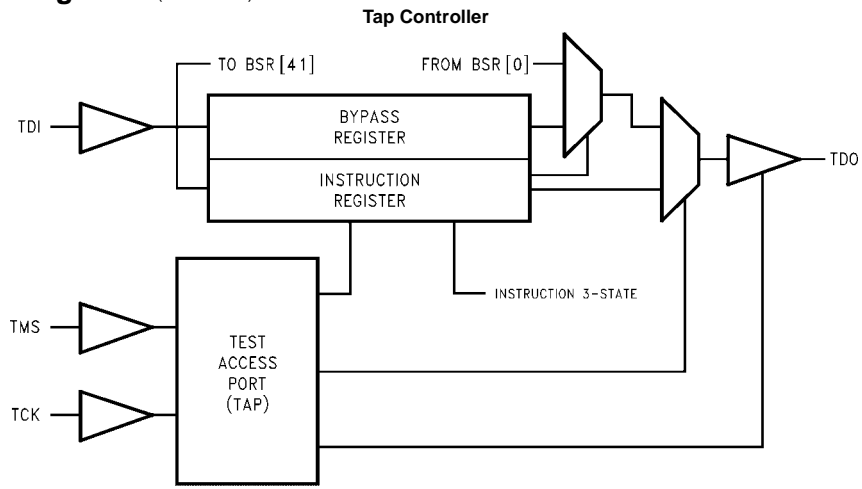 Tap Controller
TO BSR[41]
FROM BSR[0]
TDI
BYPASS
REGISTER
INSTRUCTION
REGISTER
TDO
INSTRUCTION 3-STATE
TMS
TCK
TEST
ACCESS
PORT
(TAP)